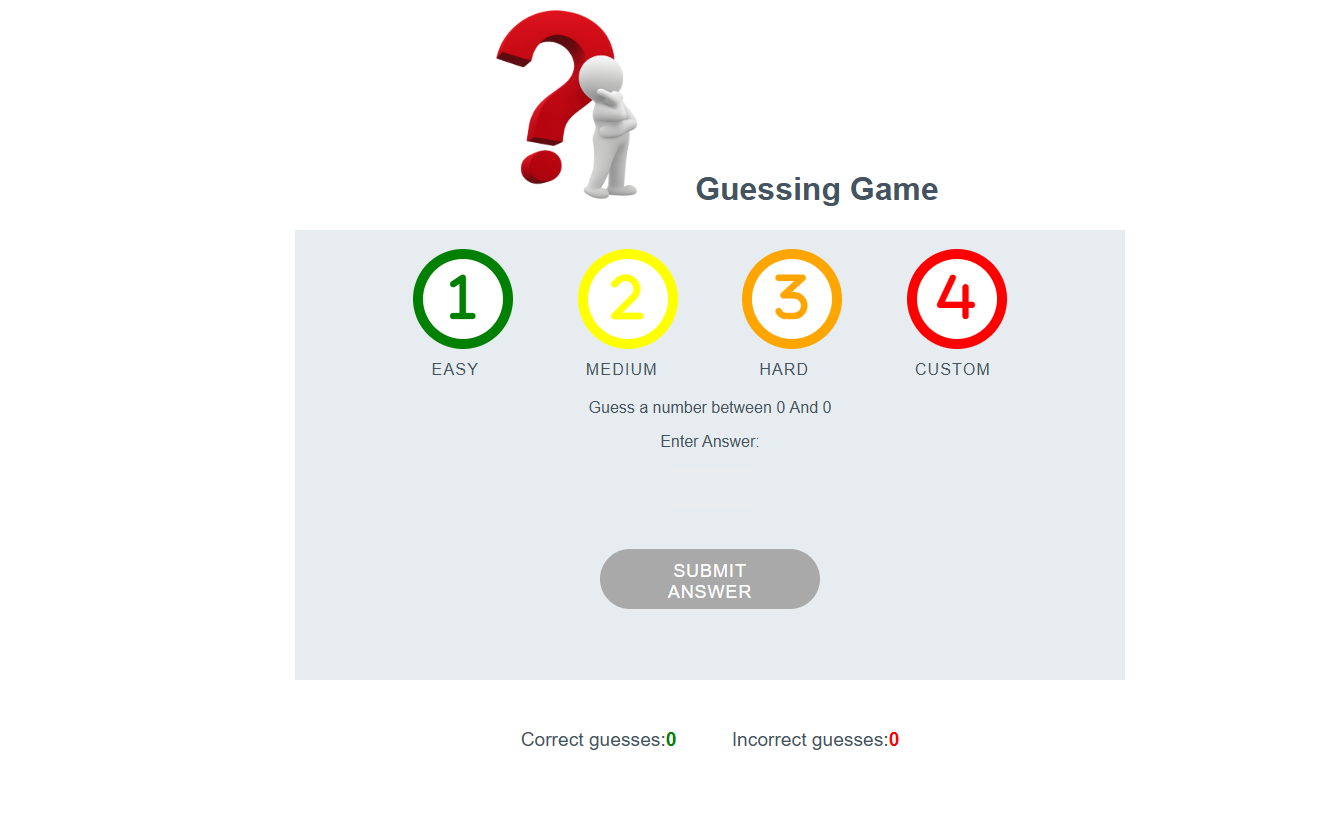 ?
Guessing Game
1 2 3 4
EASY MEDIUM HARD CUSTOM
Guess a number between 0 And 0
Enter Answer:
SUBMIT
ANSWER
Correct guesses:0 Incorrect guesses:0